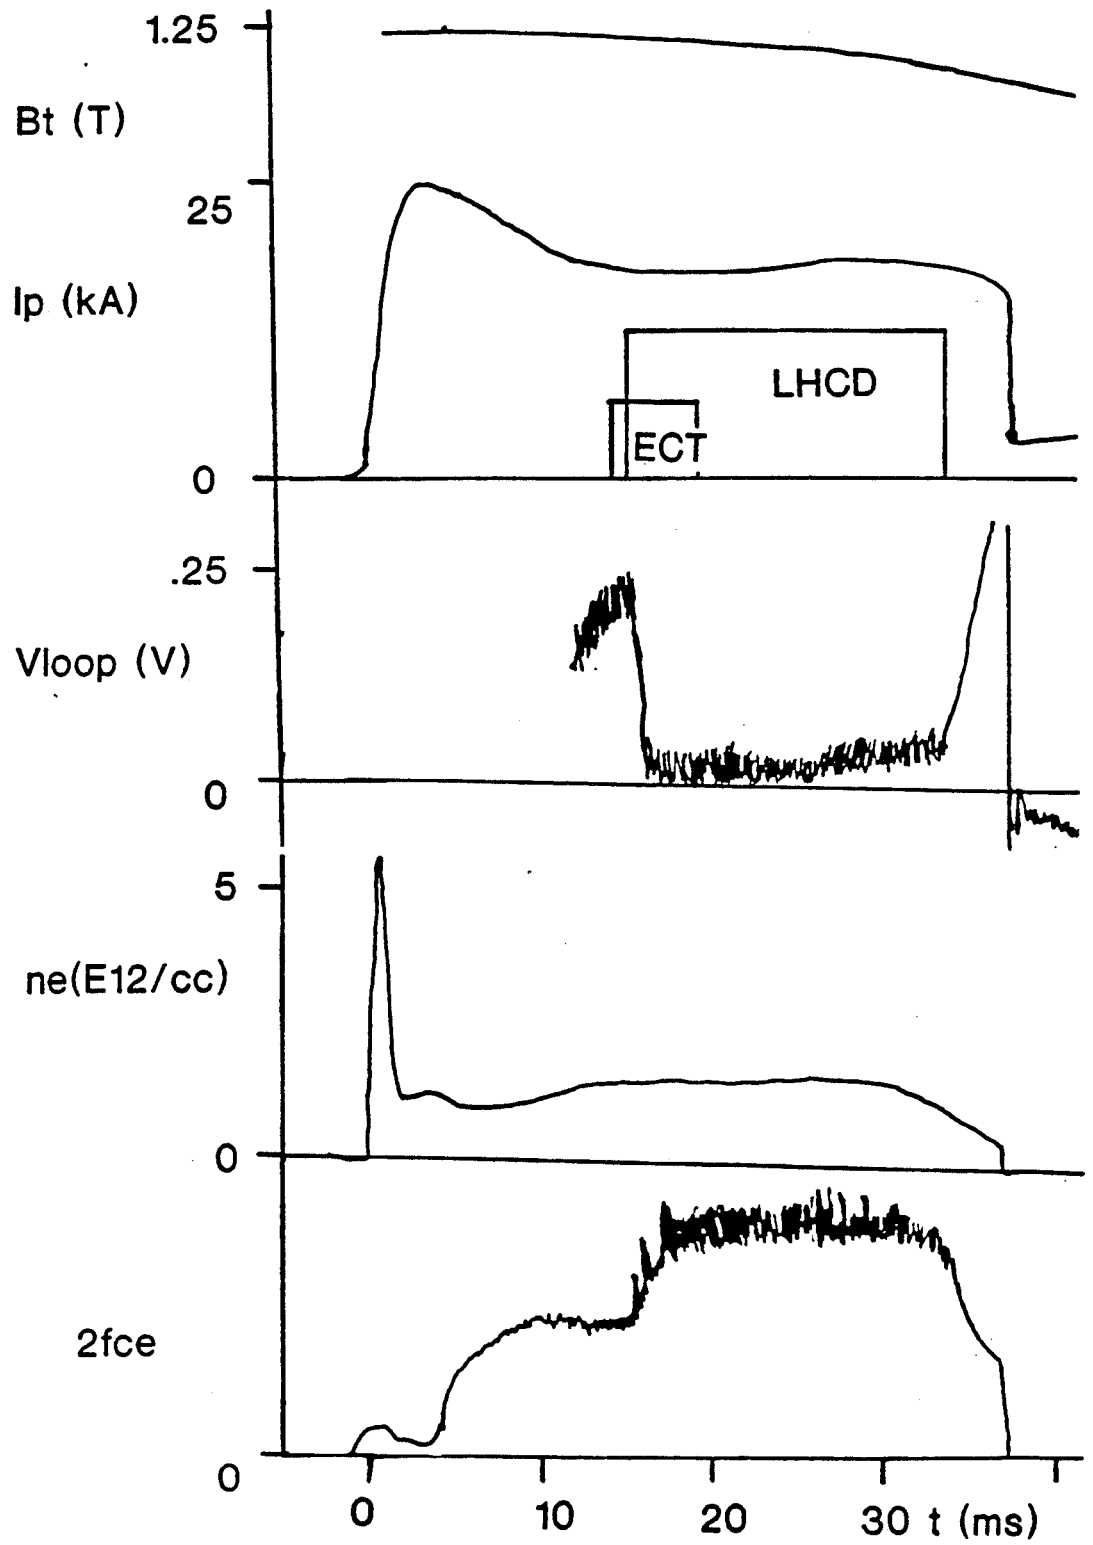 1.25
Bt (T)
25
Ip (kA)
LHCD
ECT
0
.25
Vloop (V)
0
5
ne(E12/cc)
0
2fce
0
0 10 20 30 t (ms)